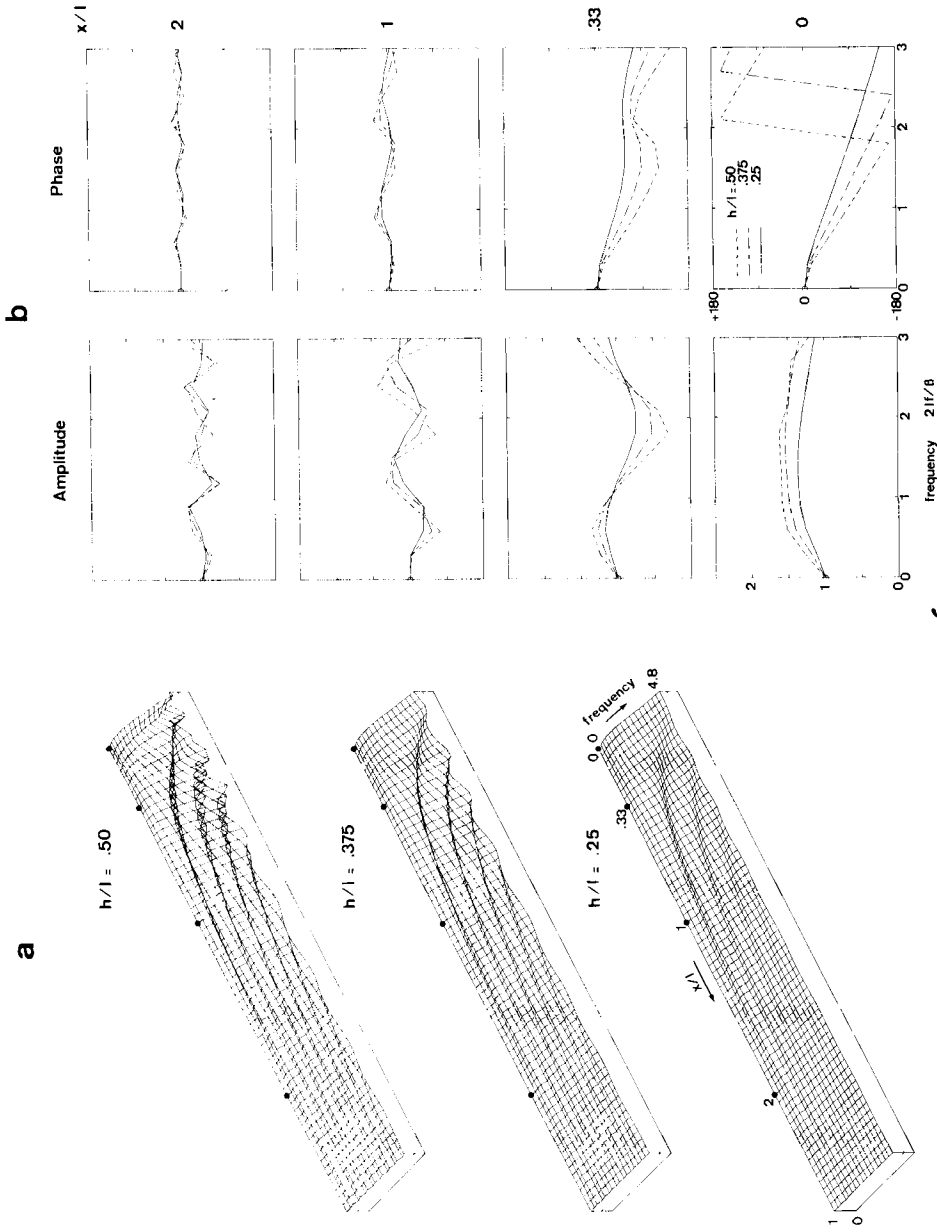 a
h/l = .50
h/l = .375
h/l = .25
0 0
frequency
4.8
.33
1
x/l
2
1
0
b
Amplitude
Phase
x/l
2
1
.33
0
2
1
0
0 1 2 3
frequency 2lf/β
+180
0
-180
h/l = .50
.375
.25
0 1 2 3